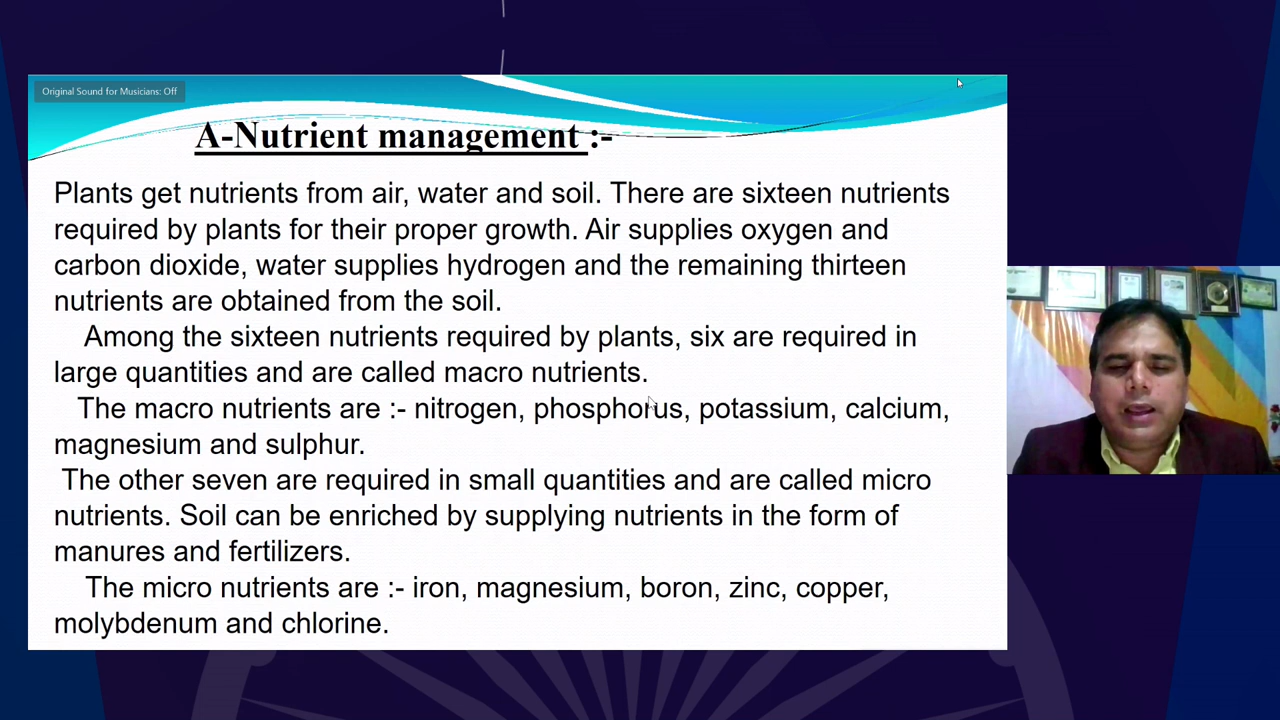 Original Sound for Musicians: Off
A-Nutrient management :-
Plants get nutrients from air, water and soil. There are sixteen nutrients
required by plants for their proper growth. Air supplies oxygen and
carbon dioxide, water supplies hydrogen and the remaining thirteen
nutrients are obtained from the soil.
Among the sixteen nutrients required by plants, six are required in
large quantities and are called macro nutrients.
The macro nutrients are :- nitrogen, phosphorus, potassium, calcium,
magnesium and sulphur.
The other seven are required in small quantities and are called micro
nutrients. Soil can be enriched by supplying nutrients in the form of
manures and fertilizers.
The micro nutrients are :- iron, magnesium, boron, zinc, copper,
molybdenum and chlorine.